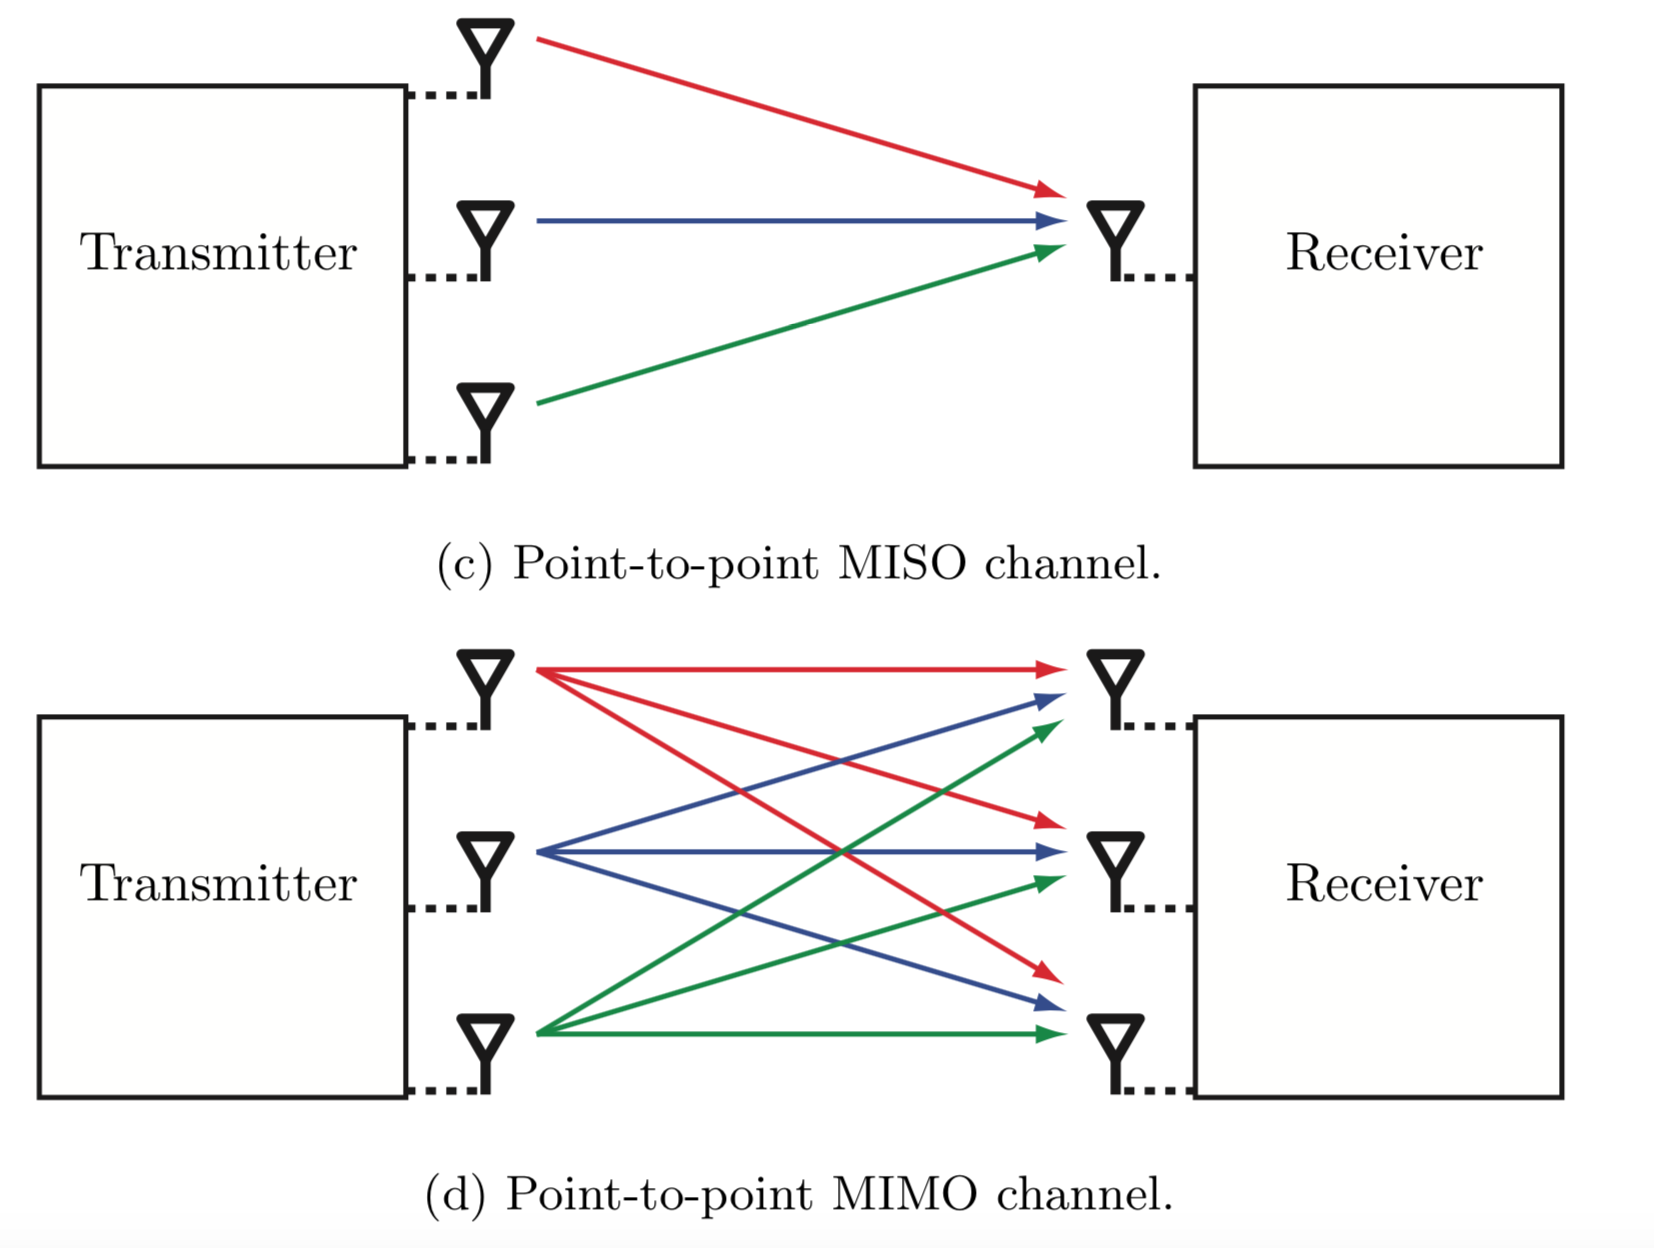 Transmitter
Receiver
(c) Point-to-point MISO channel.
Transmitter
Receiver
(d) Point-to-point MIMO channel.